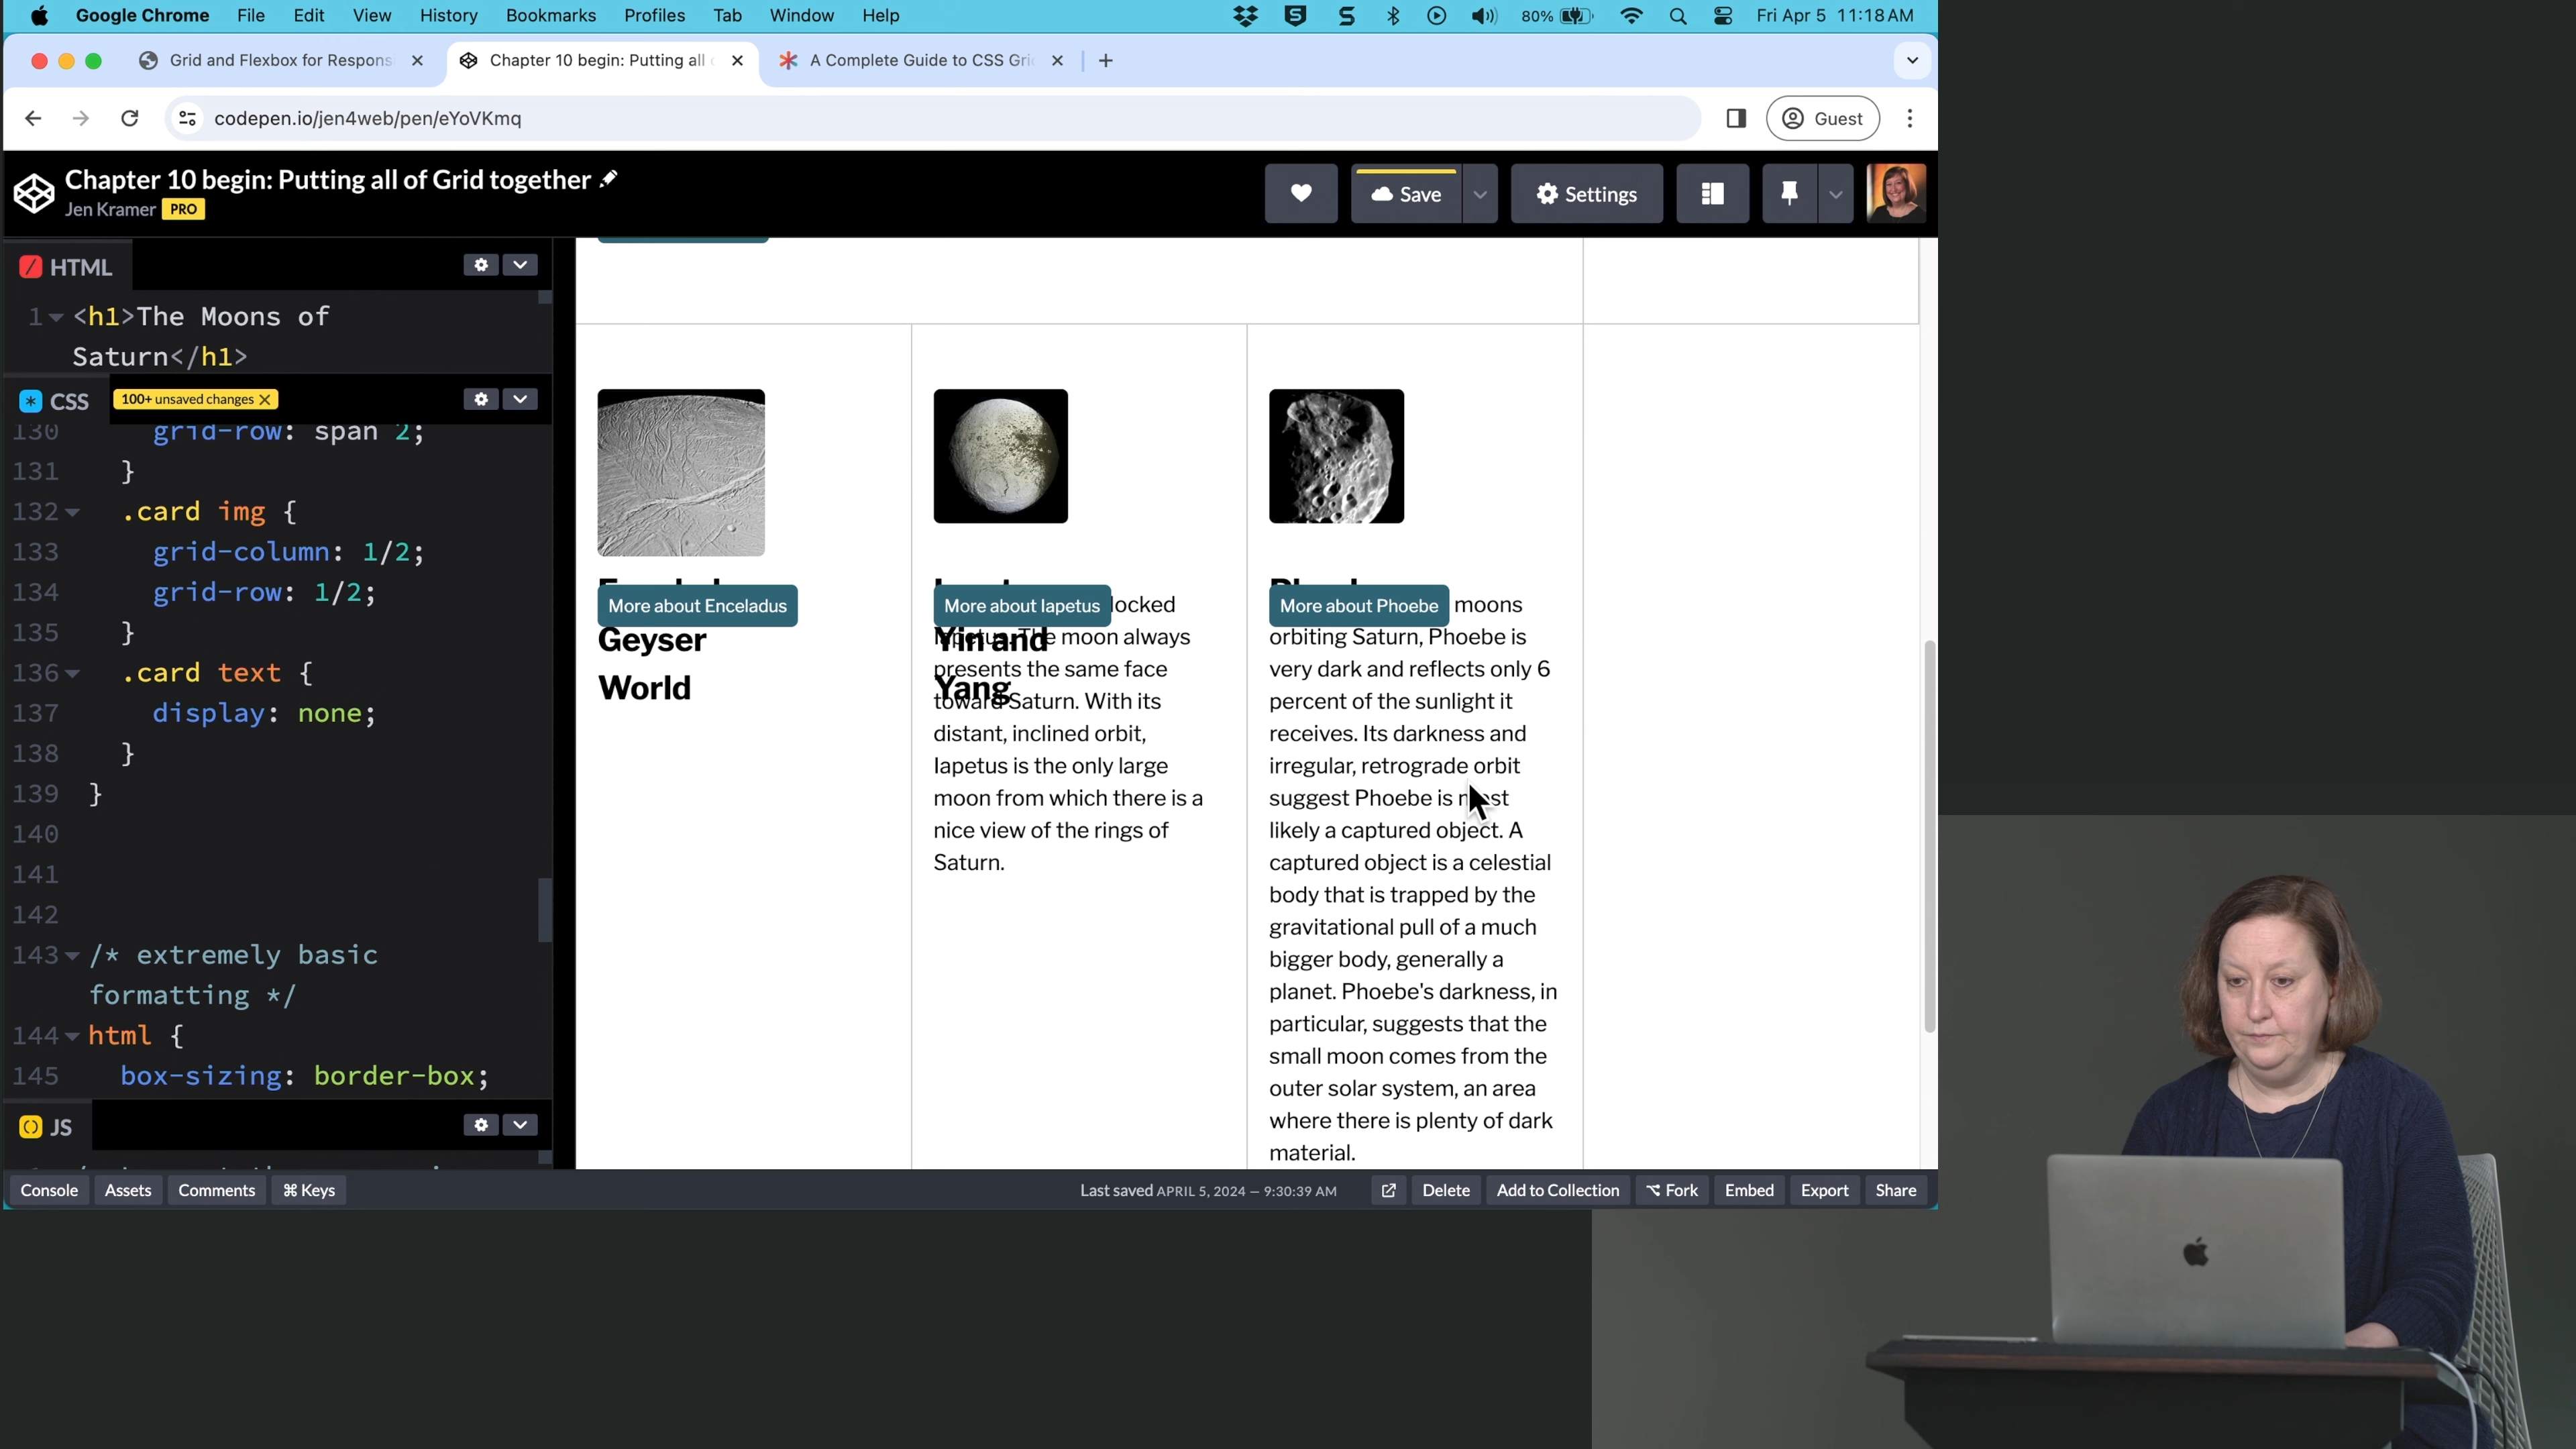 Google Chrome File Edit View History Bookmarks Profiles Tab Window Help 80% Fri Apr 5 11:18 AM
Grid and Flexbox for Respons
Chapter 10 begin: Putting all
A Complete Guide to CSS Gri
codepen.io/jen4web/pen/eYoVKmq
Guest
Chapter 10 begin: Putting all of Grid together
Jen Kramer PRO
Save
Settings
HTML
1 <h1>The Moons of
Saturn</h1>
CSS 100+ unsaved changes
130 grid-row: span 2;
131 }
132 .card img {
133 grid-column: 1/2;
134 grid-row: 1/2;
135 }
136 .card text {
137 display: none;
138 }
139 }
140
141
142
143 /* extremely basic
formatting */
144 html {
145 box-sizing: border-box;
JS
More about Enceladus
Geyser
World
More about Iapetus
locked
The moon always
Yin and
presents the same face
Yang
toward Saturn. With its
distant, inclined orbit,
Iapetus is the only large
moon from which there is a
nice view of the rings of
Saturn.
More about Phoebe
moons
orbiting Saturn, Phoebe is
very dark and reflects only 6
percent of the sunlight it
receives. Its darkness and
irregular, retrograde orbit
suggest Phoebe is most
likely a captured object. A
captured object is a celestial
body that is trapped by the
gravitational pull of a much
bigger body, generally a
planet. Phoebe's darkness, in
particular, suggests that the
small moon comes from the
outer solar system, an area
where there is plenty of dark
material.
Console Assets Comments ⌘ Keys
Last saved APRIL 5, 2024 — 9:30:39 AM
Delete Add to Collection Fork Embed Export Share